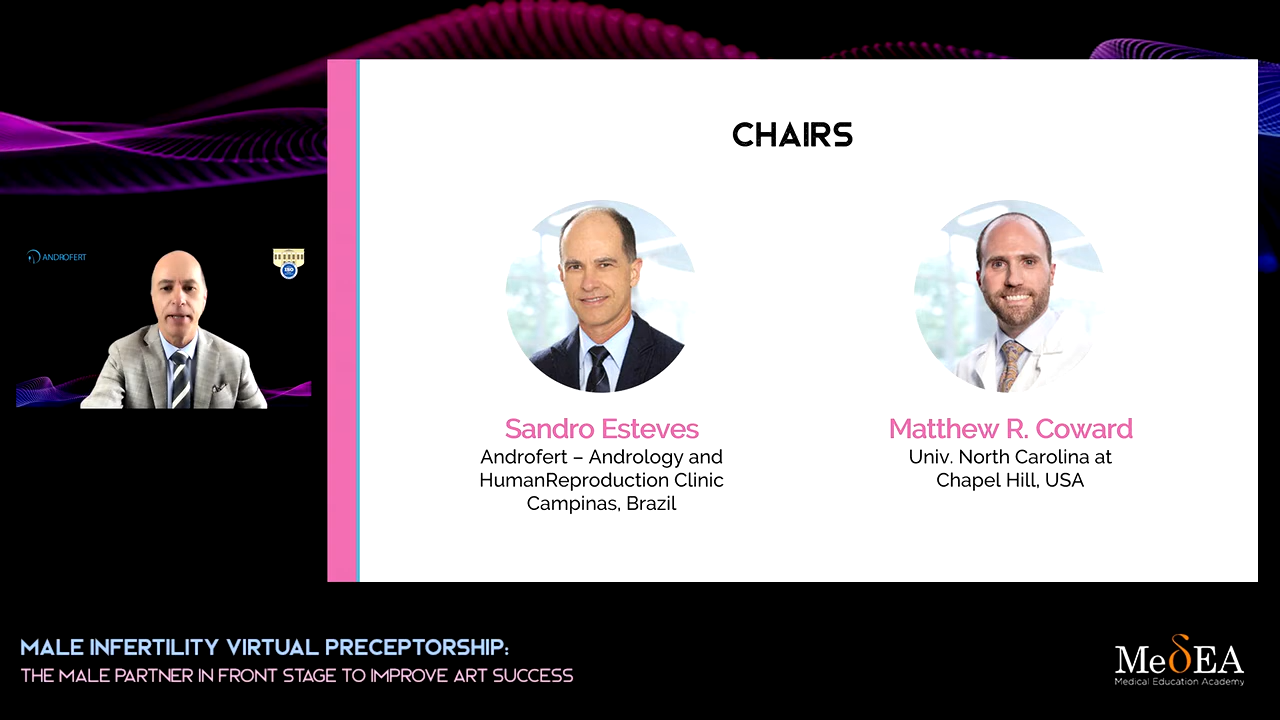 CHAIRS
ANDROFERT
ISO
Sandro Esteves
Androfert – Andrology and
HumanReproduction Clinic
Campinas, Brazil
Matthew R. Coward
Univ. North Carolina at
Chapel Hill, USA
MALE INFERTILITY VIRTUAL PRECEPTORSHIP:
THE MALE PARTNER IN FRONT STAGE TO IMPROVE ART SUCCESS
MeδEA
Medical Education Academy